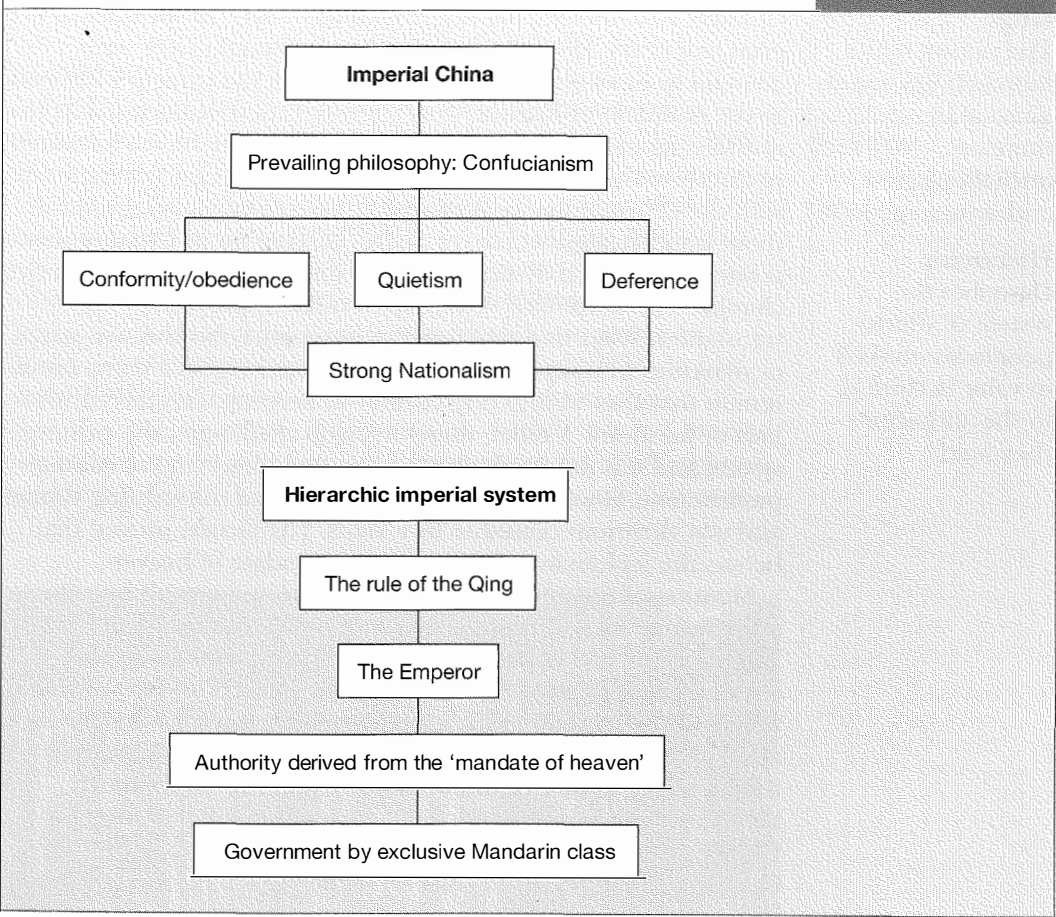 Imperial China
Prevailing philosophy: Confucianism
Conformity/obedience
Quietism
Deference
Strong Nationalism
Hierarchic imperial system
The rule of the Qing
The Emperor
Authority derived from the ‘mandate of heaven’
Government by exclusive Mandarin class